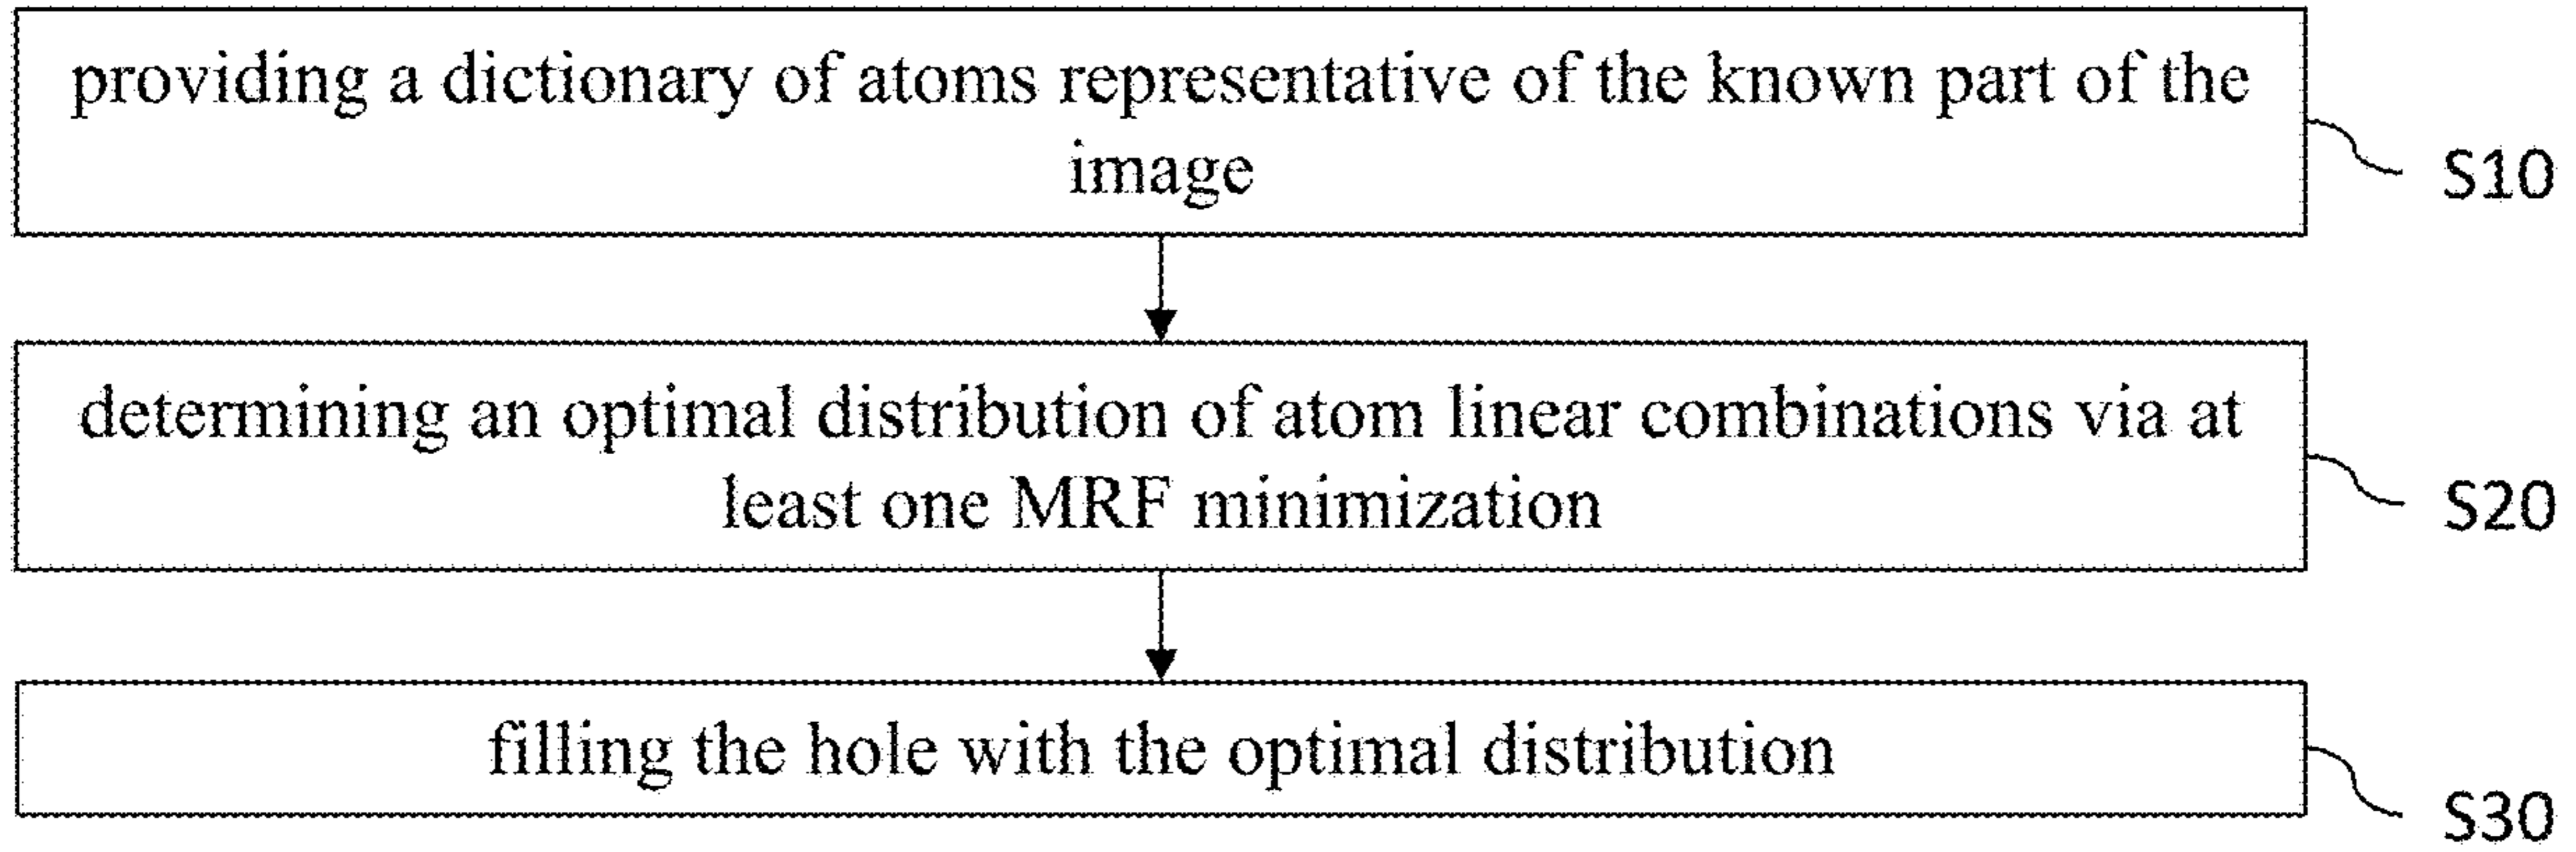 providing a dictionary of atoms representative of the known part of the
image
S10
determining an optimal distribution of atom linear combinations via at
least one MRF minimization
S20
filling the hole with the optimal distribution
S30